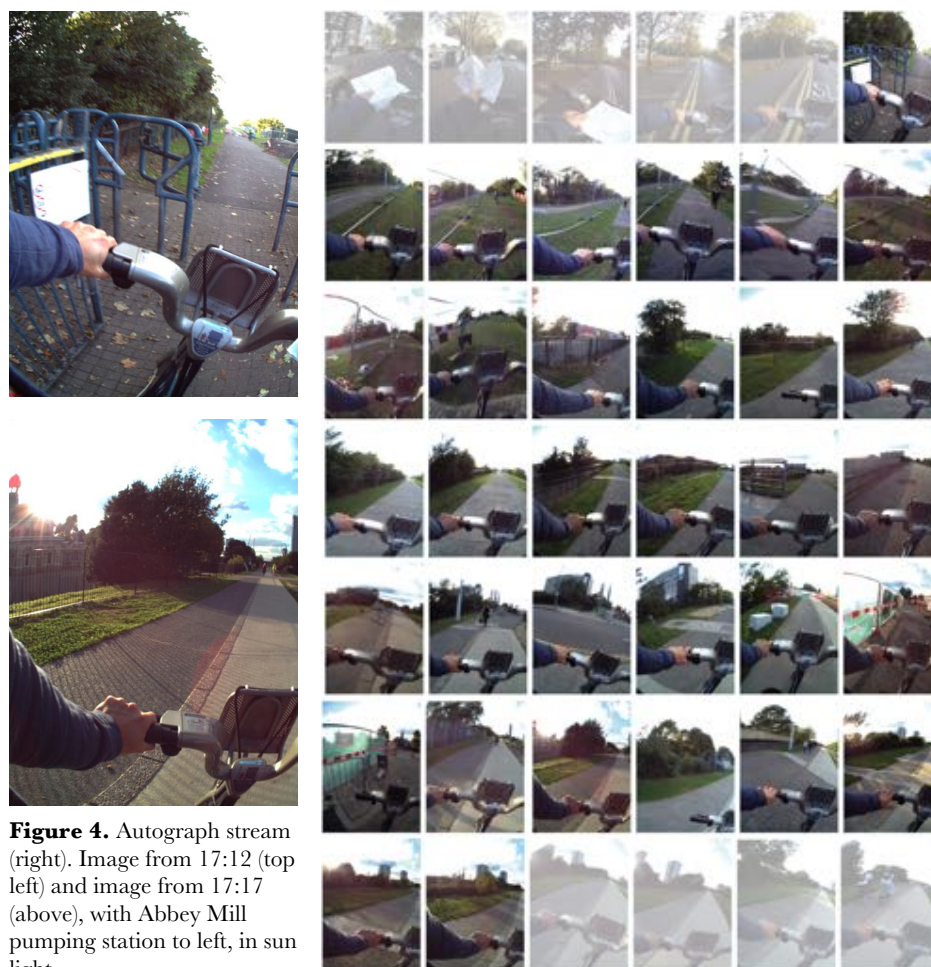 Figure 4. Autograph stream
(right). Image from 17:12 (top
left) and image from 17:17
(above), with Abbey Mill
pumping station to left, in sun
light.